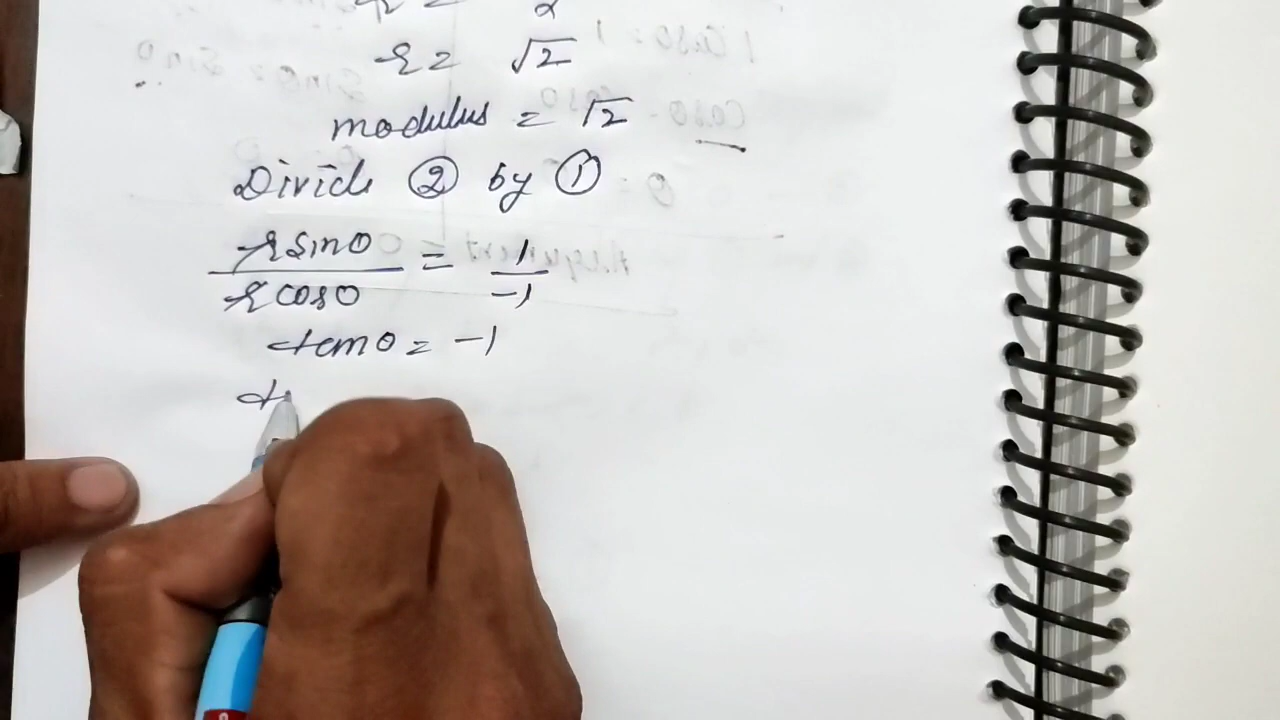 r = √2
modulus = √2
Divide ② by ①
r sinθ / r cosθ = 1 / -1
tanθ = -1